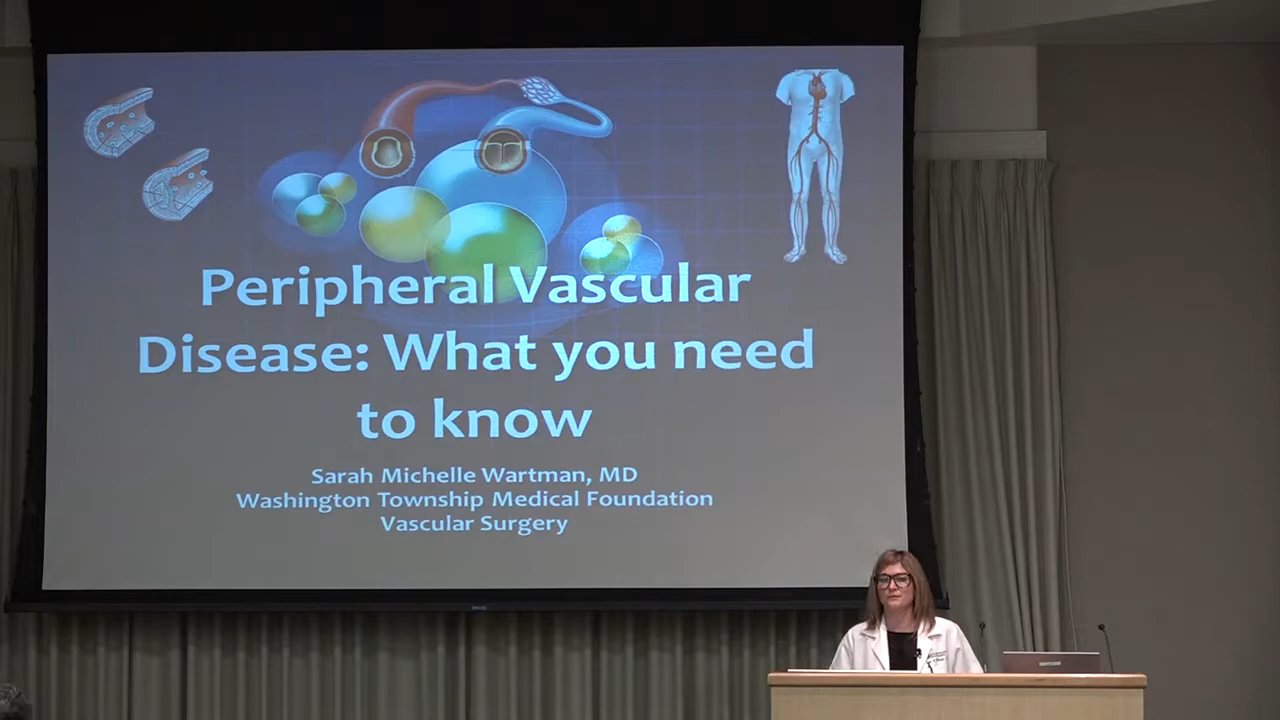 Peripheral Vascular
Disease: What you need
to know
Sarah Michelle Wartman, MD
Washington Township Medical Foundation
Vascular Surgery